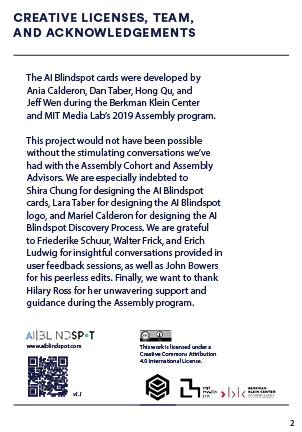 CREATIVE LICENSES, TEAM,
AND ACKNOWLEDGEMENTS
The AI Blindspot cards were developed by
Ania Calderon, Dan Taber, Hong Qu, and
Jeff Wen during the Berkman Klein Center
and MIT Media Lab's 2019 Assembly program.
This project would not have been possible
without the stimulating conversations we've
had with the Assembly Cohort and Assembly
Advisors. We are especially indebted to
Shira Chung for designing the AI Blindspot
cards, Lara Taber for designing the AI Blindspot
logo, and Mariel Calderon for designing the AI
Blindspot Discovery Process. We are grateful
to Friederike Schuur, Walter Frick, and Erich
Ludwig for insightful conversations provided in
user feedback sessions, as well as John Bowers
for his peerless edits. Finally, we want to thank
Hilary Ross for her unwavering support and
guidance during the Assembly program.
AI BLINDSPOT
www.aiblindspot.com
v1.1
This work is licensed under a
Creative Commons Attribution
4.0 International License.
mit
media
lab
BERKMAN
KLEIN CENTER
2